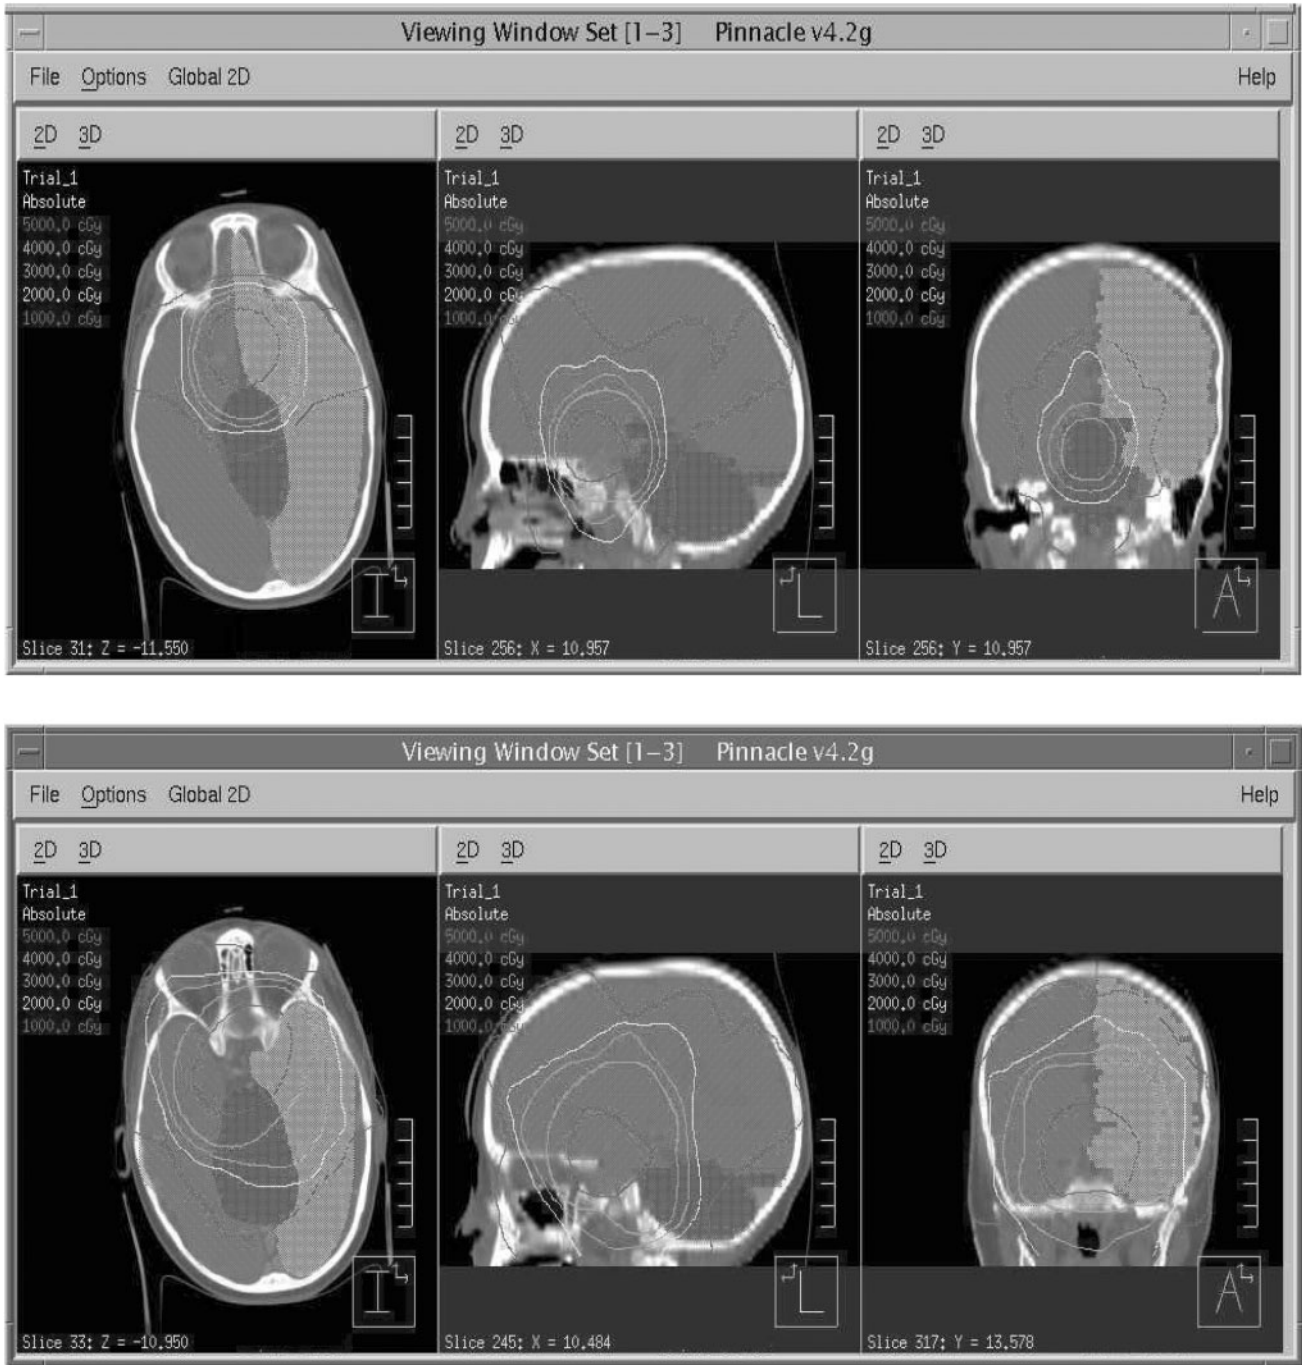 Viewing Window Set [1-3] Pinnacle v4.2g
File Options Global 2D Help
2D 3D 2D 3D 2D 3D
Trial_1 Trial_1 Trial_1
Absolute Absolute Absolute
5000.0 cGy 5000.0 cGy 5000.0 cGy
4000.0 cGy 4000.0 cGy 4000.0 cGy
3000.0 cGy 3000.0 cGy 3000.0 cGy
2000.0 cGy 2000.0 cGy 2000.0 cGy
1000.0 cGy 1000.0 cGy 1000.0 cGy
I L A
Slice 31: Z = -11.550 Slice 256: X = 10.957 Slice 256: Y = 10.957
Viewing Window Set [1-3] Pinnacle v4.2g
File Options Global 2D Help
2D 3D 2D 3D 2D 3D
Trial_1 Trial_1 Trial_1
Absolute Absolute Absolute
5000.0 cGy 5000.0 cGy 5000.0 cGy
4000.0 cGy 4000.0 cGy 4000.0 cGy
3000.0 cGy 3000.0 cGy 3000.0 cGy
2000.0 cGy 2000.0 cGy 2000.0 cGy
1000.0 cGy 1000.0 cGy 1000.0 cGy
I L A
Slice 33: Z = -10.950 Slice 245: X = 10.484 Slice 317: Y = 13.578